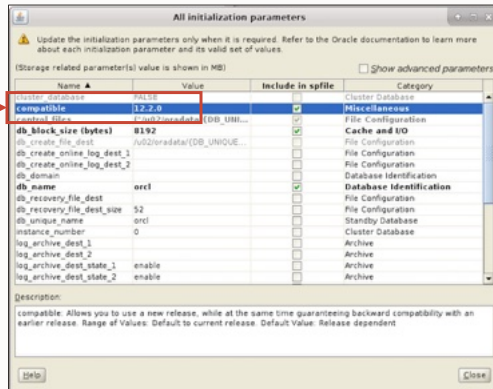 All initialization parameters
Update the initialization parameters only when it is required. Refer to the Oracle documentation to learn more
about each initialization parameter and its valid set of values.
(Storage related parameter(s) value is shown in MB)
Show advanced parameters
Name Value Include in spfile Category
cluster_database FALSE Cluster Database
compatible 12.2.0 Miscellaneous
control_files ("/u02/oradata/{DB_UNI... File Configuration
db_block_size (bytes) 8192 Cache and I/O
db_create_file_dest /u02/oradata/{DB_UNIQUE... File Configuration
db_create_online_log_dest_1 File Configuration
db_create_online_log_dest_2 File Configuration
db_domain Database Identification
db_name orcl Database Identification
db_recovery_file_dest File Configuration
db_recovery_file_dest_size 52 File Configuration
db_unique_name orcl Standby Database
instance_number 0 Cluster Database
log_archive_dest_1 Archive
log_archive_dest_2 Archive
log_archive_dest_state_1 enable Archive
log_archive_dest_state_2 enable Archive
Description:
compatible: Allows you to use a new release, while at the same time guaranteeing backward compatibility with an
earlier release. Range of Values: Default to current release. Default Value: Release dependent
Help Close